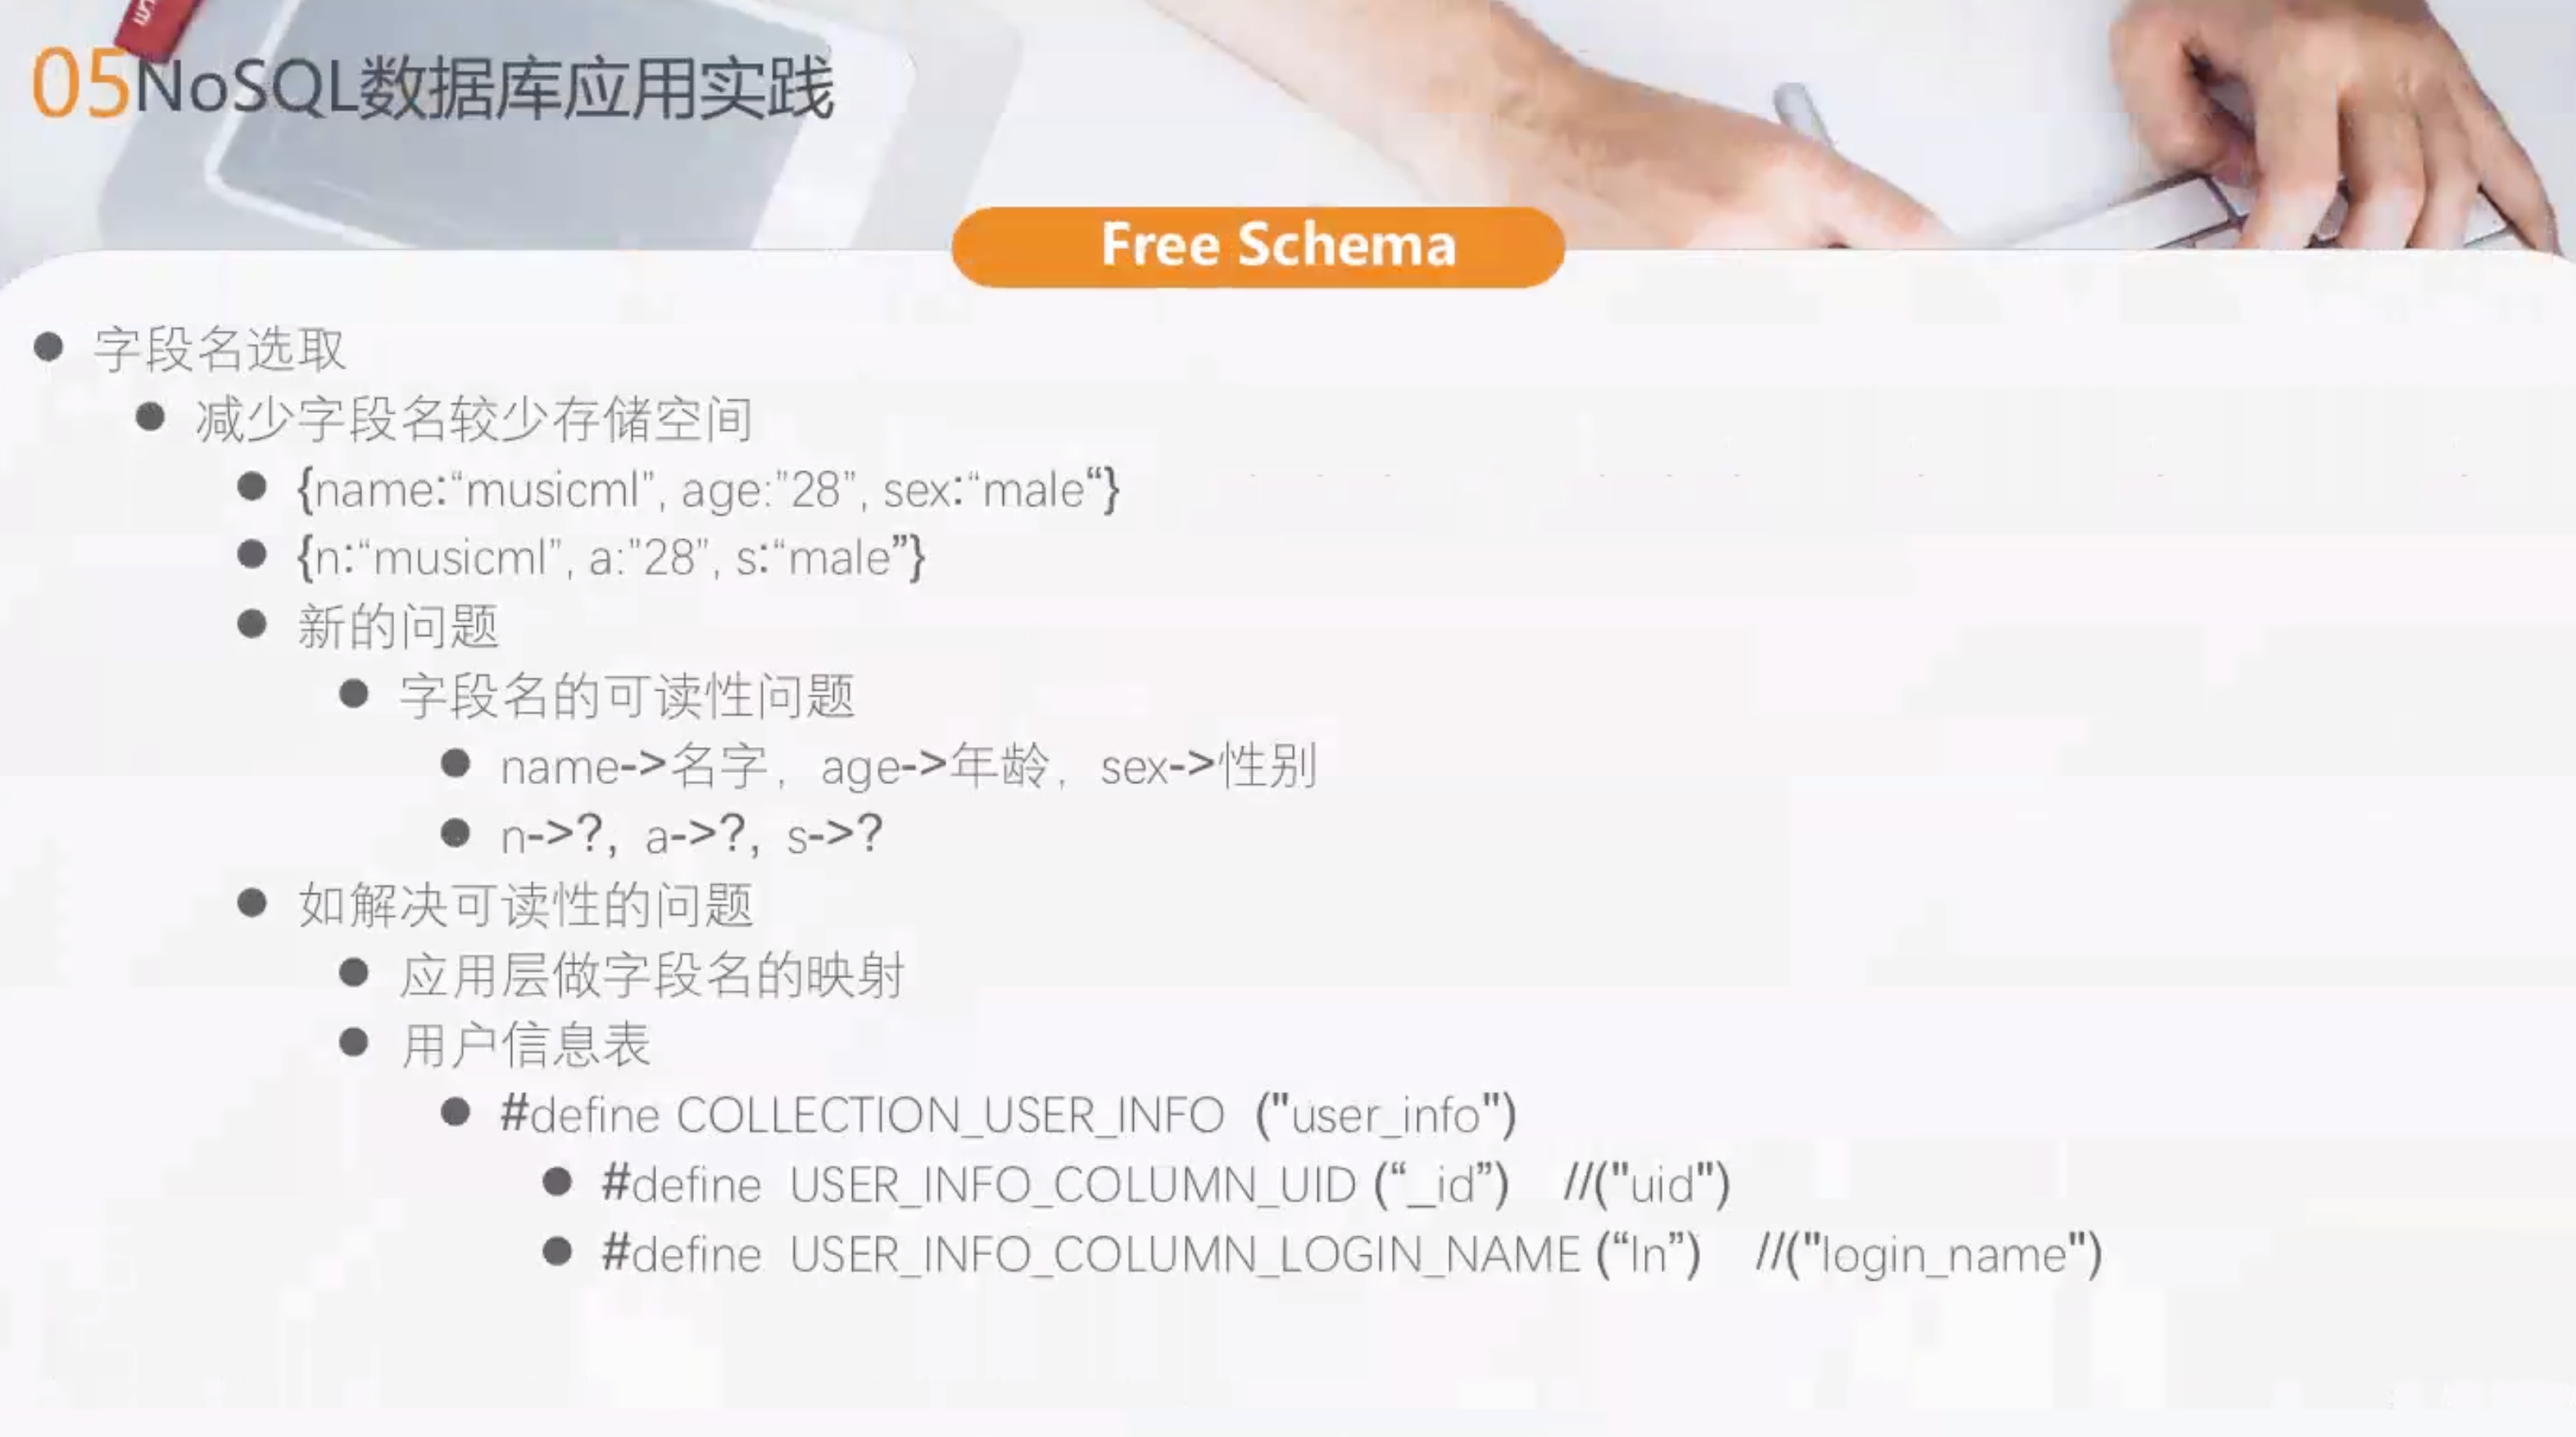 05NoSQL数据库应用实践
Free Schema
● 字段名选取
● 减少字段名较少存储空间
● {name:“musicml”, age:”28”, sex:“male“}
● {n:“musicml”, a:”28”, s:“male”}
● 新的问题
● 字段名的可读性问题
● name->名字，age->年龄，sex->性别
● n->?, a->?, s->?
● 如解决可读性的问题
● 应用层做字段名的映射
● 用户信息表
● #define COLLECTION_USER_INFO ("user_info")
● #define USER_INFO_COLUMN_UID (“_id”) //("uid")
● #define USER_INFO_COLUMN_LOGIN_NAME (“ln”) //("login_name")